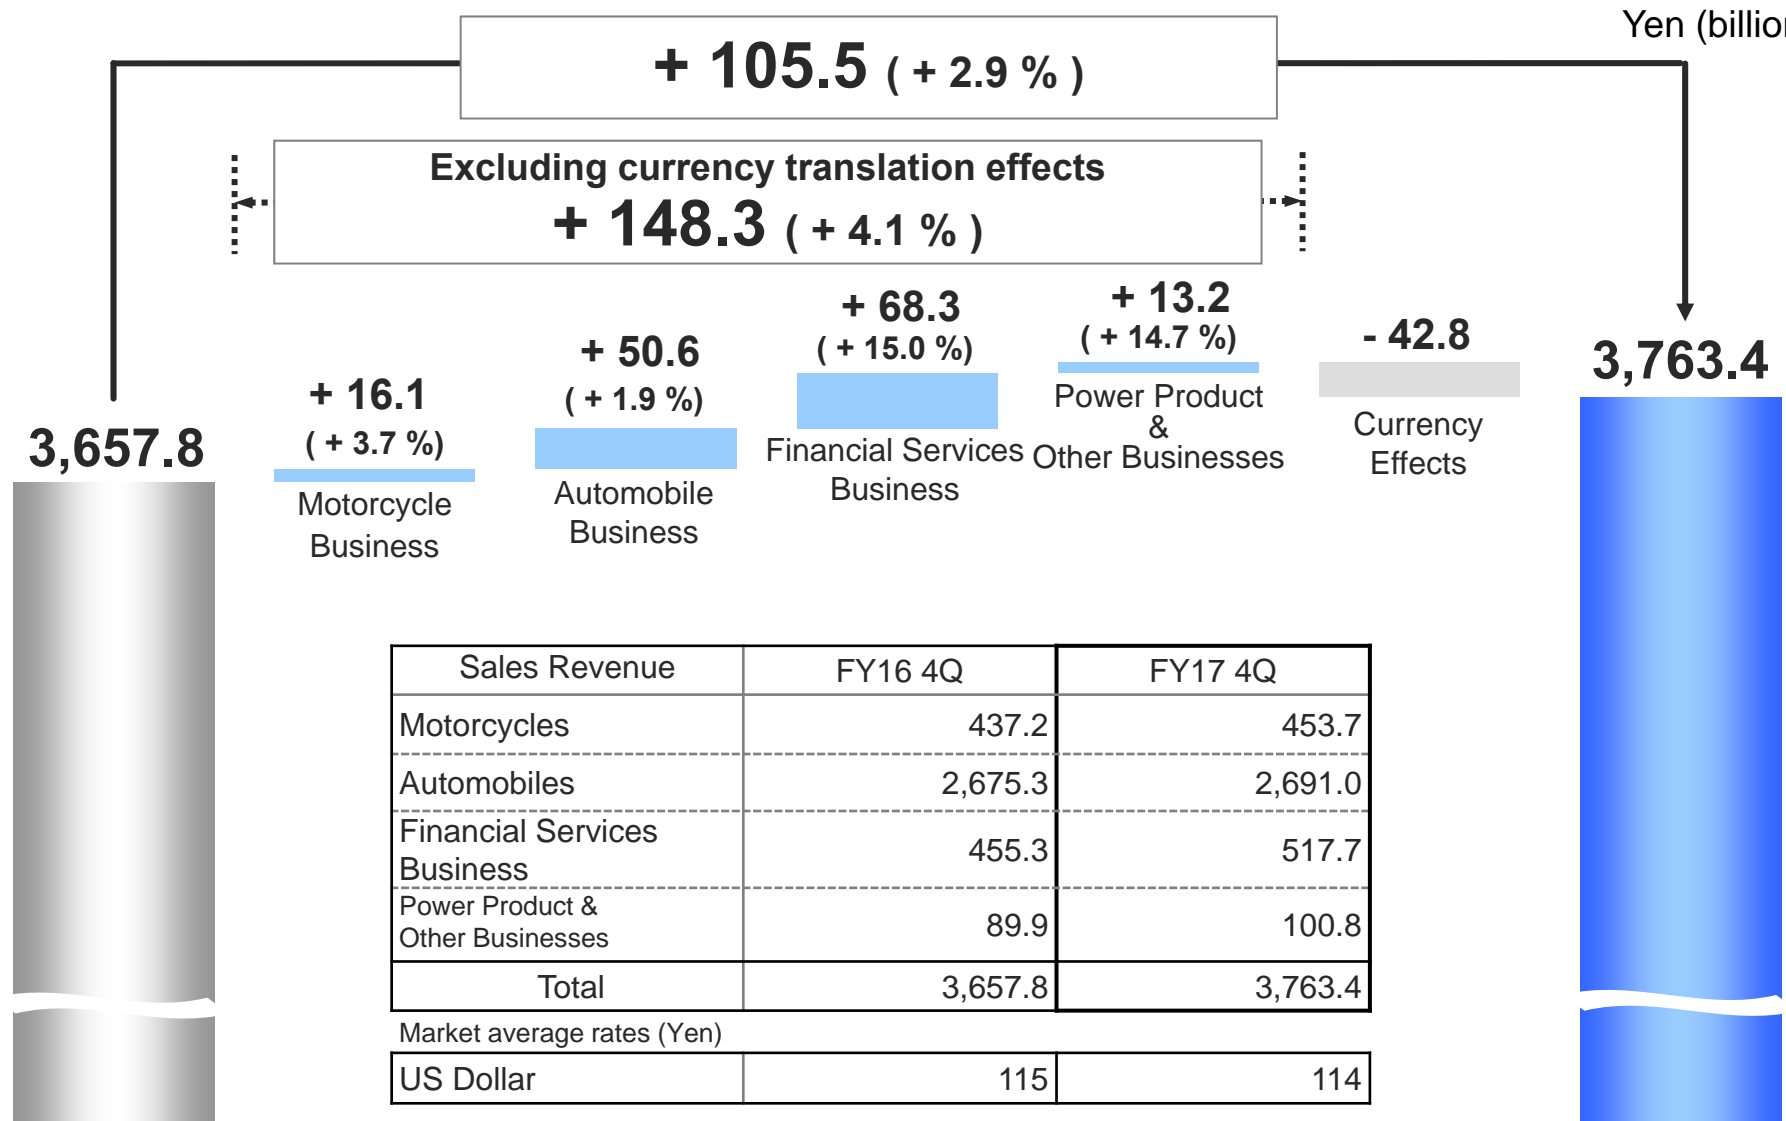 Yen (billion
+ 105.5 ( + 2.9 % )
Excluding currency translation effects
+ 148.3 ( + 4.1 % )
3,657.8
+ 16.1
( + 3.7 %)
Motorcycle
Business
+ 50.6
( + 1.9 %)
Automobile
Business
+ 68.3
( + 15.0 %)
Financial Services
Business
+ 13.2
( + 14.7 %)
Power Product
&
Other Businesses
- 42.8
Currency
Effects
3,763.4
Sales Revenue FY16 4Q FY17 4Q
Motorcycles 437.2 453.7
Automobiles 2,675.3 2,691.0
Financial Services
Business 455.3 517.7
Power Product &
Other Businesses 89.9 100.8
Total 3,657.8 3,763.4
Market average rates (Yen)
US Dollar 115 114